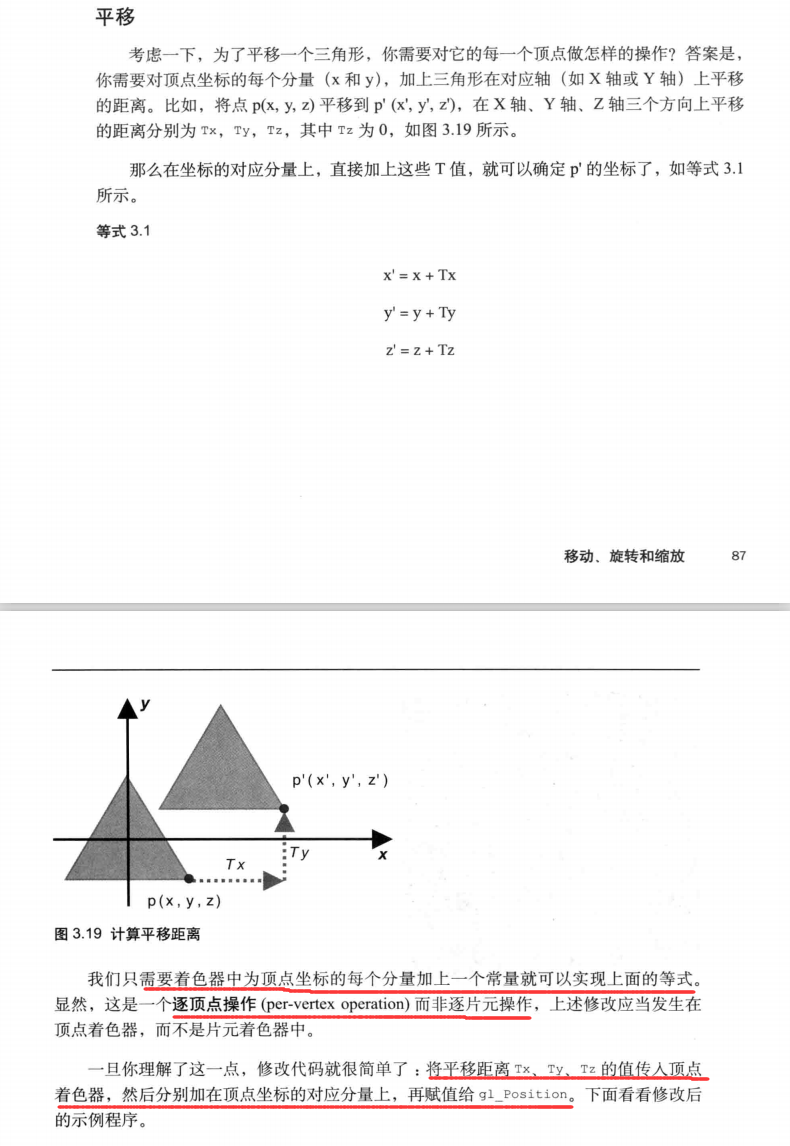 平移
考虑一下，为了平移一个三角形，你需要对它的每一个顶点做怎样的操作？答案是，
你需要对顶点坐标的每个分量（x 和 y），加上三角形在对应轴（如 X 轴或 Y 轴）上平移
的距离。比如，将点 p(x, y, z) 平移到 p' (x', y', z')，在 X 轴、Y 轴、Z 轴三个方向上平移
的距离分别为 Tx，Ty，Tz，其中 Tz 为 0，如图 3.19 所示。
那么在坐标的对应分量上，直接加上这些 T 值，就可以确定 p' 的坐标了，如等式 3.1
所示。
等式 3.1
x' = x + Tx
y' = y + Ty
z' = z + Tz
移动、旋转和缩放 87
y
p'(x', y', z')
Ty
x
Tx
p(x, y, z)
图 3.19 计算平移距离
我们只需要着色器中为顶点坐标的每个分量加上一个常量就可以实现上面的等式。
显然，这是一个逐顶点操作 (per-vertex operation) 而非逐片元操作，上述修改应当发生在
顶点着色器，而不是片元着色器中。
一旦你理解了这一点，修改代码就很简单了：将平移距离 Tx、Ty、Tz 的值传入顶点
着色器，然后分别加在顶点坐标的对应分量上，再赋值给 gl_Position。下面看看修改后
的示例程序。